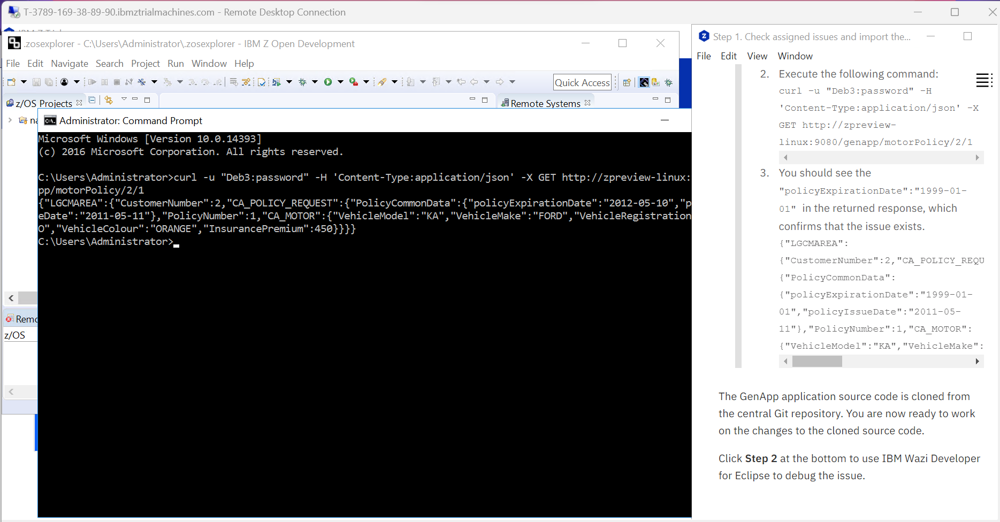 T-3789-169-38-89-90.ibmztrialmachines.com - Remote Desktop Connection
.zosexplorer - C:\Users\Administrator\.zosexplorer - IBM Z Open Development
File Edit Navigate Search Project Run Window Help
Quick Access
z/OS Projects
Remote Systems
Administrator: Command Prompt
Microsoft Windows [Version 10.0.14393]
(c) 2016 Microsoft Corporation. All rights reserved.
C:\Users\Administrator>curl -u "Deb3:password" -H 'Content-Type:application/json' -X GET http://zpreview-linux:
pp/motorPolicy/2/1
{"LGCMAREA":{"CustomerNumber":2,"CA_POLICY_REQUEST":{"PolicyCommonData":{"policyExpirationDate":"2012-05-10","p
eDate":"2011-05-11"},"PolicyNumber":1,"CA_MOTOR":{"VehicleModel":"KA","VehicleMake":"FORD","VehicleRegistration
O","VehicleColour":"ORANGE","InsurancePremium":450}}}}
C:\Users\Administrator>
Remo
z/OS
Step 1. Check assigned issues and import the...
File Edit View Window
2. Execute the following command:
curl -u "Deb3:password" -H
'Content-Type:application/json' -X
GET http://zpreview-
linux:9080/genapp/motorPolicy/2/1
3. You should see the
"policyExpirationDate":"1999-01-
01" in the returned response, which
confirms that the issue exists.
{"LGCMAREA":
{"CustomerNumber":2,"CA_POLICY_REQU
{"PolicyCommonData":
{"policyExpirationDate":"1999-01-
01","policyIssueDate":"2011-05-
11"},"PolicyNumber":1,"CA_MOTOR":
{"VehicleModel":"KA","VehicleMake":
The GenApp application source code is cloned from
the central Git repository. You are now ready to work
on the changes to the cloned source code.
Click Step 2 at the bottom to use IBM Wazi Developer
for Eclipse to debug the issue.